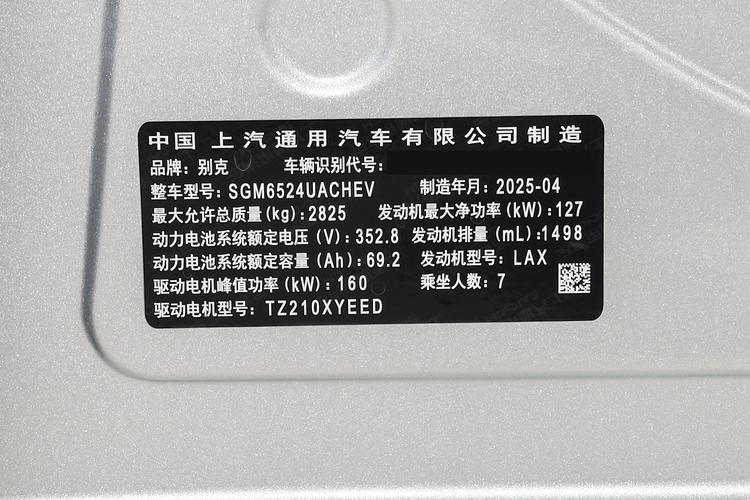 中国 上汽通用汽车有限公司制造
品牌：别克 车辆识别代号：
整车型号：SGM6524UACHEV 制造年月：2025-04
最大允许总质量(kg)：2825 发动机最大净功率(kW)：127
动力电池系统额定电压(V)：352.8 发动机排量(mL)：1498
动力电池系统额定容量(Ah)：69.2 发动机型号：LAX
驱动电机峰值功率(kW)：160 乘坐人数：7
驱动电机型号：TZ210XYEED